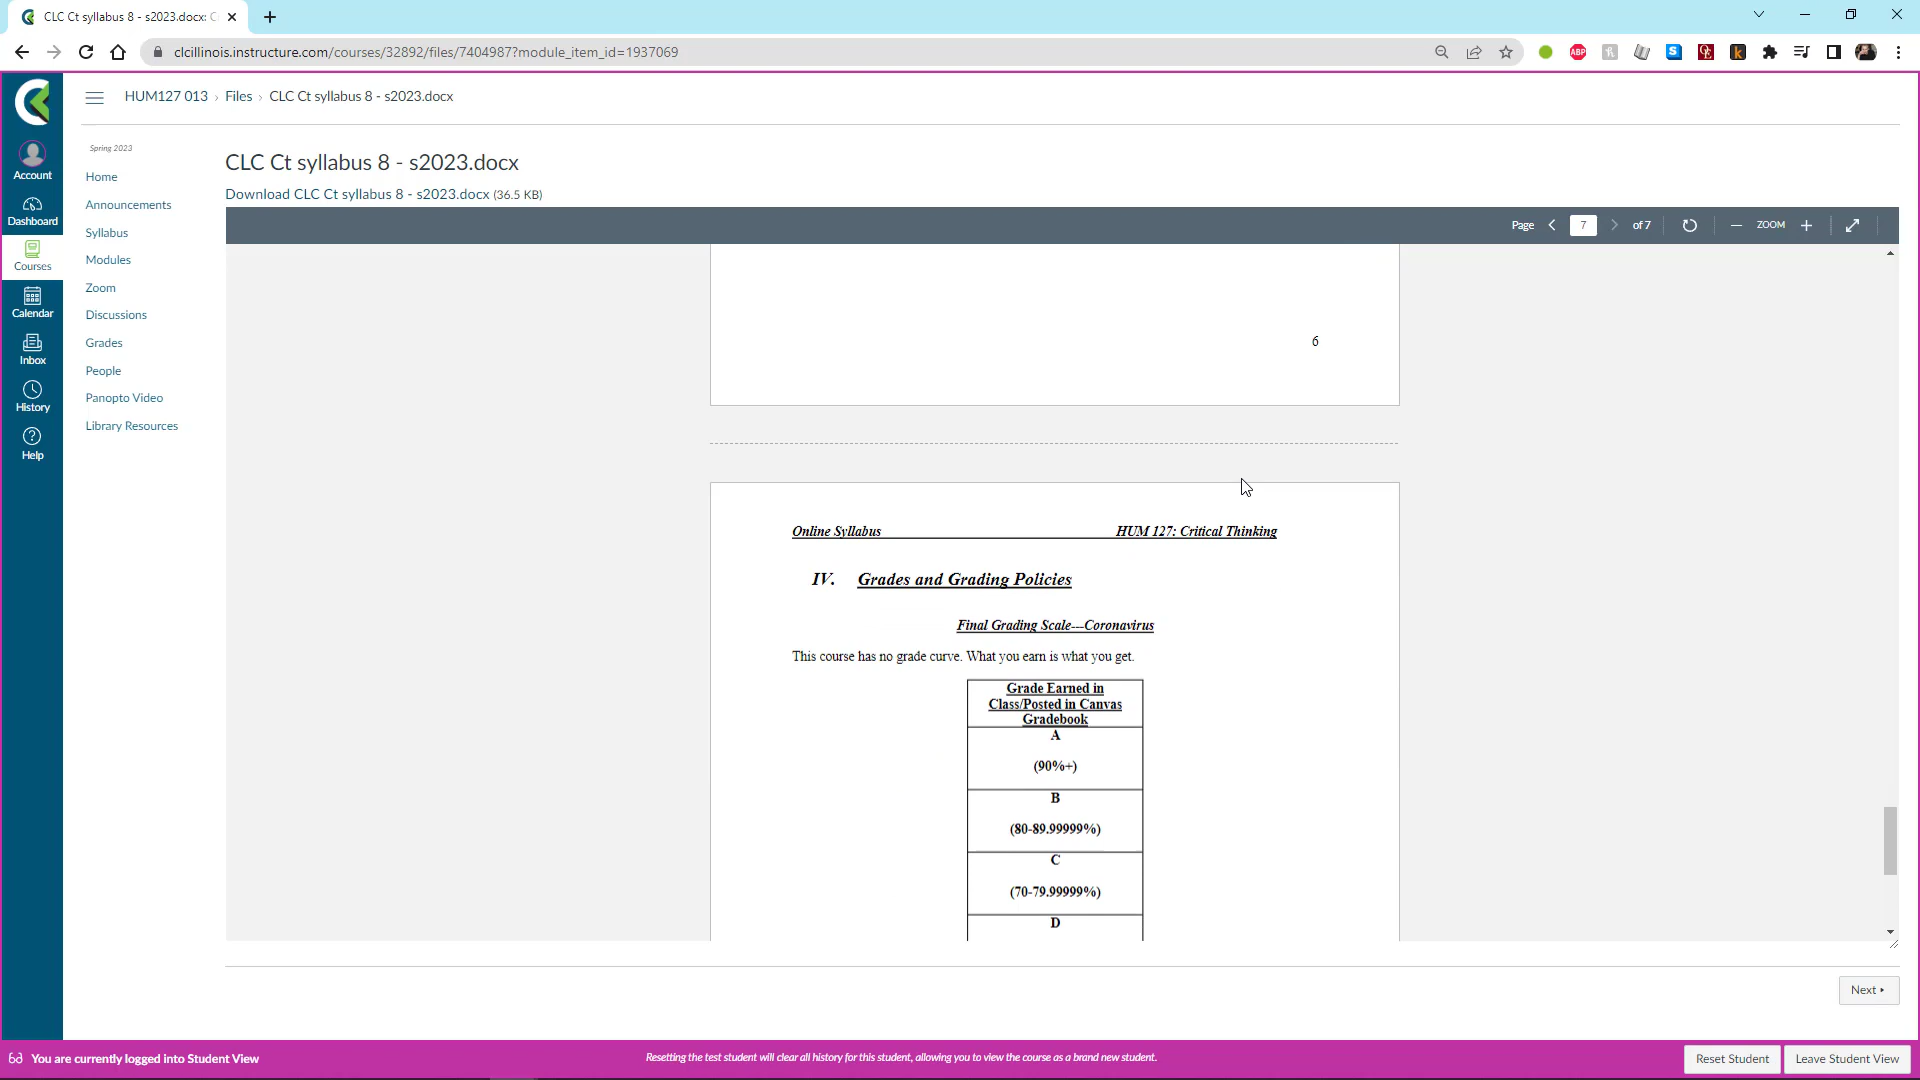 CLC Ct syllabus 8 - s2023.docx: C
clcillinois.instructure.com/courses/32892/files/7404987?module_item_id=1937069
ABP
HUM127 013 › Files › CLC Ct syllabus 8 - s2023.docx
Account
Dashboard
Courses
Calendar
Inbox
History
Help
Spring 2023
Home
Announcements
Syllabus
Modules
Zoom
Discussions
Grades
People
Panopto Video
Library Resources
CLC Ct syllabus 8 - s2023.docx
Download CLC Ct syllabus 8 - s2023.docx (36.5 KB)
Page 7 of 7 ZOOM
6
Online Syllabus HUM 127: Critical Thinking
IV. Grades and Grading Policies
Final Grading Scale---Coronavirus
This course has no grade curve. What you earn is what you get.
Grade Earned in
Class/Posted in Canvas
Gradebook
A
(90%+)
B
(80-89.99999%)
C
(70-79.99999%)
D
Next
You are currently logged into Student View
Resetting the test student will clear all history for this student, allowing you to view the course as a brand new student.
Reset Student
Leave Student View